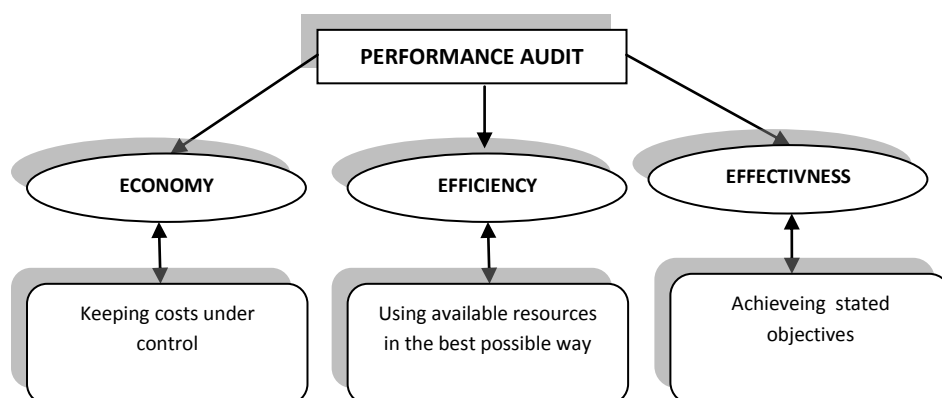 PERFORMANCE AUDIT
ECONOMY
EFFICIENCY
EFFECTIVNESS
Keeping costs under
control
Using available resources
in the best possible way
Achieveing stated
objectives